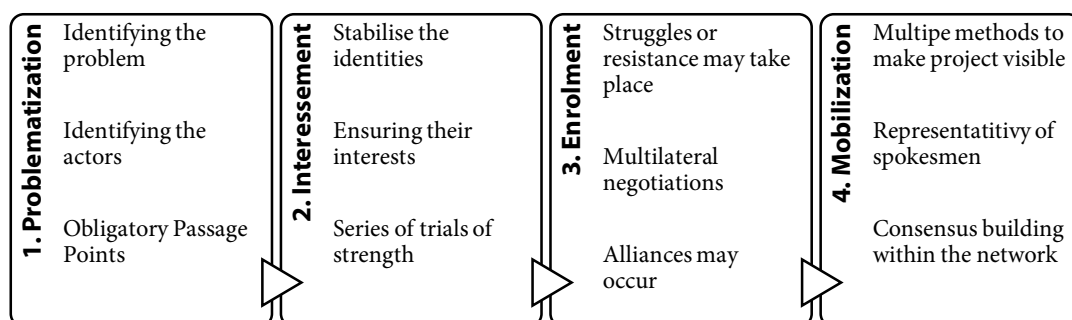 1. Problematization
Identifying the
problem
Identifying the
actors
Obligatory Passage
Points
2. Interessement
Stabilise the
identities
Ensuring their
interests
Series of trials of
strength
3. Enrolment
Struggles or
resistance may take
place
Multilateral
negotiations
Alliances may
occur
4. Mobilization
Multipe methods to
make project visible
Representatitivy of
spokesmen
Consensus building
within the network